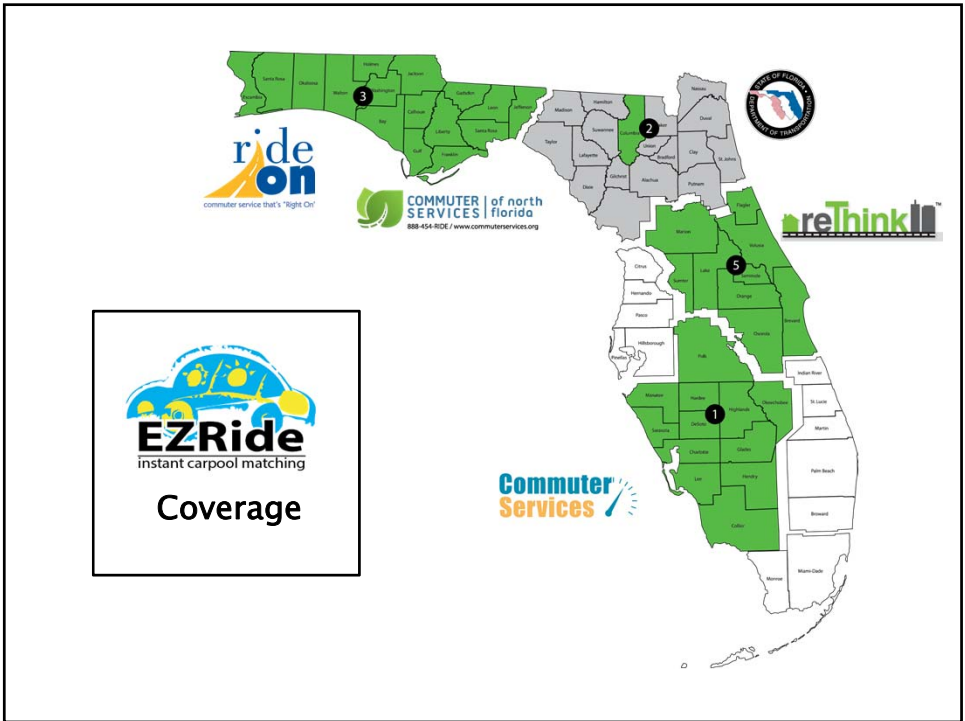 Holmes
Jackson
Santa Rosa
Okaloosa
Walton
Washington
Escambia
3
Bay
Calhoun
Gadsden
Leon
Jefferson
Liberty
Santa Rosa
Gulf
Franklin
Madison
Hamilton
Nassau
Taylor
Suwannee
Columbia
2
Duval
Lafayette
Union
Bradford
Clay
St. Johns
Gilchrist
Alachua
Dixie
Putnam
STATE OF FLORIDA
DEPARTMENT OF TRANSPORTATION
ride
on
commuter service that's "Right On'
COMMUTER
SERVICES
of north
florida
888-454-RIDE / www.commuterservices.org
reThink
TM
Flagler
Marion
Volusia
5
Seminole
Citrus
Sumter
Lake
Hernando
Orange
Pasco
Brevard
Osceola
Hillsborough
Pinellas
Polk
Indian River
Manatee
Hardee
Highlands
Okeechobee
St. Lucie
1
Sarasota
DeSoto
Martin
Charlotte
Glades
Lee
Hendry
Palm Beach
Collier
Broward
Monroe
Miami-Dade
EZRide
instant carpool matching
Coverage
Commuter
Services